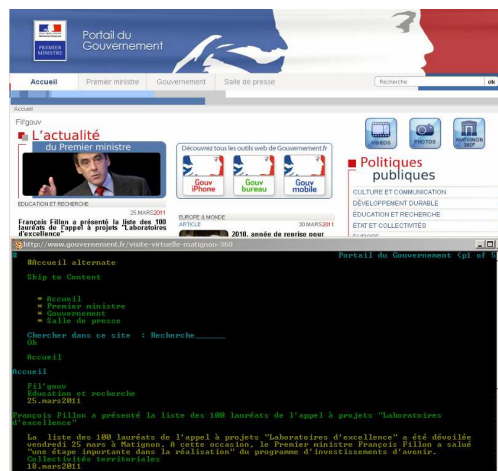 PREMIER
MINISTRE
Portail du
Gouvernement
Accueil
Premier ministre
Gouvernement
Salle de presse
Recherche
ok
Accueil
Fil'gouv
L'actualité
du Premier ministre
EDUCATION ET RECHERCHE
25.MARS2011
François Fillon a présenté la liste des 100
lauréats de l'appel à projets "Laboratoires
d'excellence"
Découvrez tous les outils web de Gouvernement.fr
Gouv
iPhone
Gouv
bureau
Gouv
mobile
EUROPE & MONDE
ARTICLE
30.MARS2011
2010, année de reprise pour
VIDEOS
PHOTOS
MATIGNON
360°
Politiques
publiques
CULTURE ET COMMUNICATION
DÉVELOPPEMENT DURABLE
EDUCATION ET RECHERCHE
ÉTAT ET COLLECTIVITÉS
EUROPE
http://www.gouvernement.fr/visite-virtuelle-matignon-360
# Portail du Gouvernement (p1 of 5)
#Accueil alternate
Skip to Content
* Accueil
* Premier ministre
* Gouvernement
* Salle de presse
Chercher dans ce site : Recherche______
Ok
Accueil
Accueil
Fil'gouv
Education et recherche
25.mars2011
François Fillon a présenté la liste des 100 lauréats de l'appel à projets "Laboratoires
d'excellence"
La liste des 100 lauréats de l'appel à projets "Laboratoires d'excellence" a été dévoilée
vendredi 25 mars à Matignon. A cette occasion, le Premier ministre François Fillon a salué
"une étape importante dans la réalisation" du programme d'investissements d'avenir.
Collectivités territoriales
18.mars2011